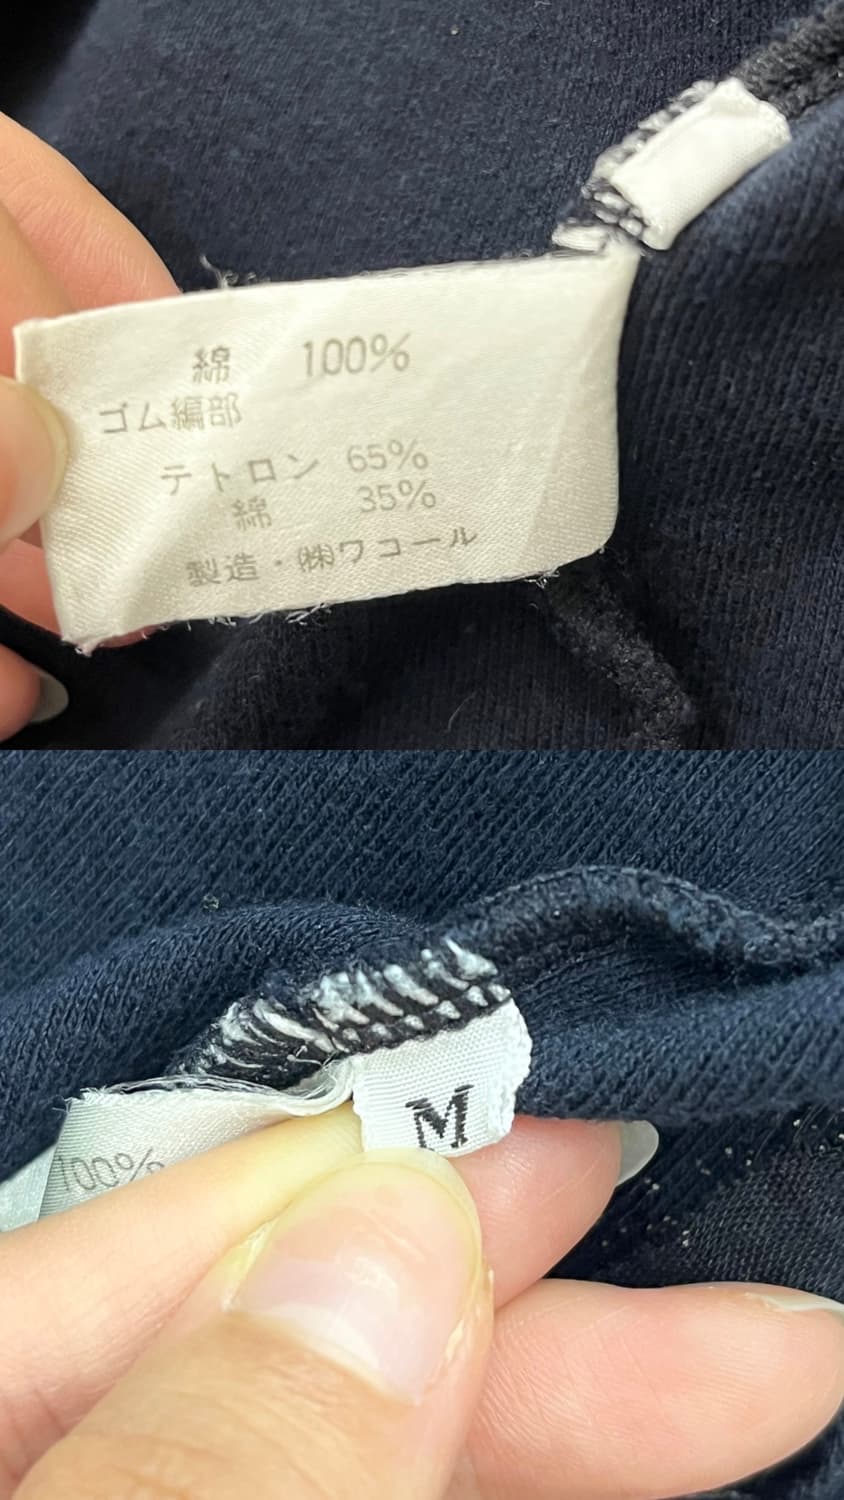 綿 100%
ゴム編部
テトロン 65%
綿 35%
製造・㈱ワコール
M
100%